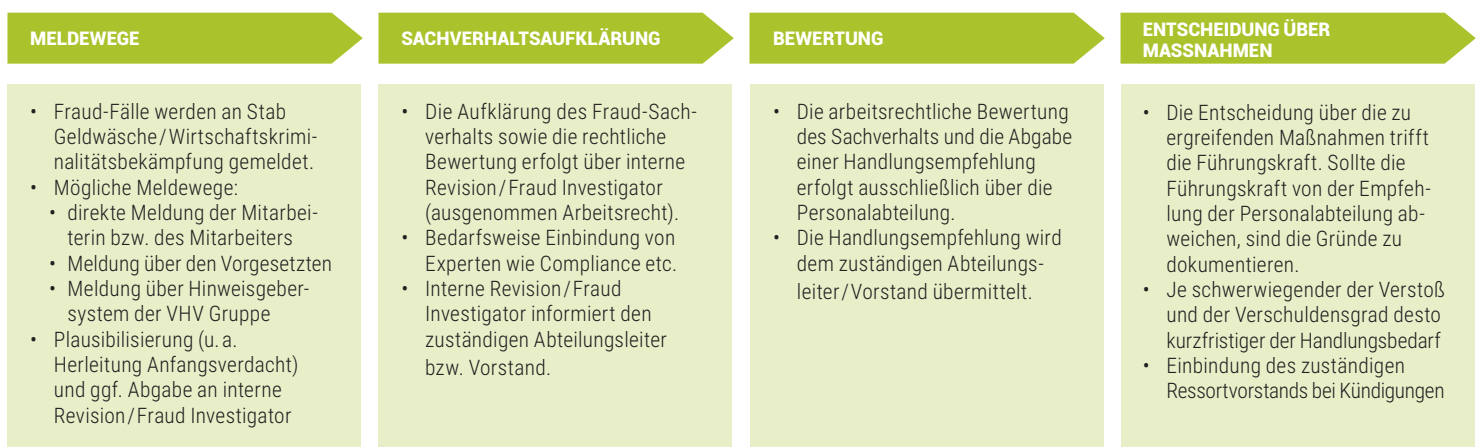 MELDEWEGE
• Fraud-Fälle werden an Stab
Geldwäsche/Wirtschaftskrimi-
nalitätsbekämpfung gemeldet.
• Mögliche Meldewege:
• direkte Meldung der Mitarbei-
terin bzw. des Mitarbeiters
• Meldung über den Vorgesetzten
• Meldung über Hinweisgeber-
system der VHV Gruppe
• Plausibilisierung (u. a.
Herleitung Anfangsverdacht)
und ggf. Abgabe an interne
Revision/Fraud Investigator
SACHVERHALTSAUFKLÄRUNG
• Die Aufklärung des Fraud-Sach-
verhalts sowie die rechtliche
Bewertung erfolgt über interne
Revision/Fraud Investigator
(ausgenommen Arbeitsrecht).
• Bedarfsweise Einbindung von
Experten wie Compliance etc.
• Interne Revision/Fraud
Investigator informiert den
zuständigen Abteilungsleiter
bzw. Vorstand.
BEWERTUNG
• Die arbeitsrechtliche Bewertung
des Sachverhalts und die Abgabe
einer Handlungsempfehlung
erfolgt ausschließlich über die
Personalabteilung.
• Die Handlungsempfehlung wird
dem zuständigen Abteilungs-
leiter/Vorstand übermittelt.
ENTSCHEIDUNG ÜBER
MASSNAHMEN
• Die Entscheidung über die zu
ergreifenden Maßnahmen trifft
die Führungskraft. Sollte die
Führungskraft von der Empfeh-
lung der Personalabteilung ab-
weichen, sind die Gründe zu
dokumentieren.
• Je schwerwiegender der Verstoß
und der Verschuldensgrad desto
kurzfristiger der Handlungsbedarf
• Einbindung des zuständigen
Ressortvorstands bei Kündigungen